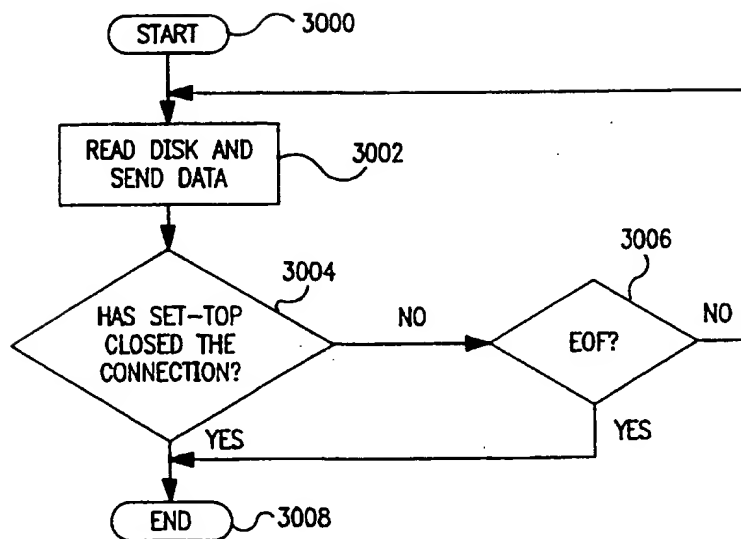 START
3000
READ DISK AND
SEND DATA
3002
3004
HAS SET-TOP
CLOSED THE
CONNECTION?
NO
3006
EOF?
NO
YES
YES
END
3008